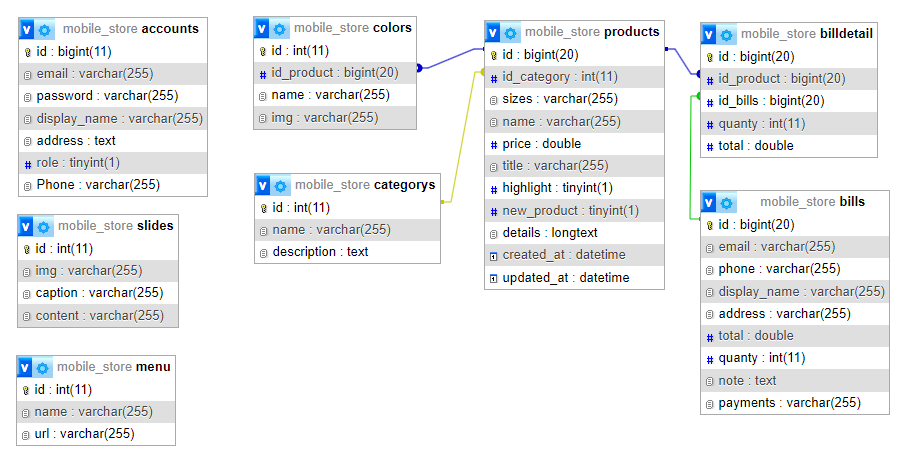 mobile_store accounts
id : bigint(11)
email : varchar(255)
password : varchar(255)
display_name : varchar(255)
address : text
role : tinyint(1)
Phone : varchar(255)
mobile_store slides
id : int(11)
img : varchar(255)
caption : varchar(255)
content : varchar(255)
mobile_store menu
id : int(11)
name : varchar(255)
url : varchar(255)
mobile_store colors
id : int(11)
id_product : bigint(20)
name : varchar(255)
img : varchar(255)
mobile_store categorys
id : int(11)
name : varchar(255)
description : text
mobile_store products
id : bigint(20)
id_category : int(11)
sizes : varchar(255)
name : varchar(255)
price : double
title : varchar(255)
highlight : tinyint(1)
new_product : tinyint(1)
details : longtext
created_at : datetime
updated_at : datetime
mobile_store billdetail
id : bigint(20)
id_product : bigint(20)
id_bills : bigint(20)
quanty : int(11)
total : double
mobile_store bills
id : bigint(20)
email : varchar(255)
phone : varchar(255)
display_name : varchar(255)
address : varchar(255)
total : double
quanty : int(11)
note : text
payments : varchar(255)